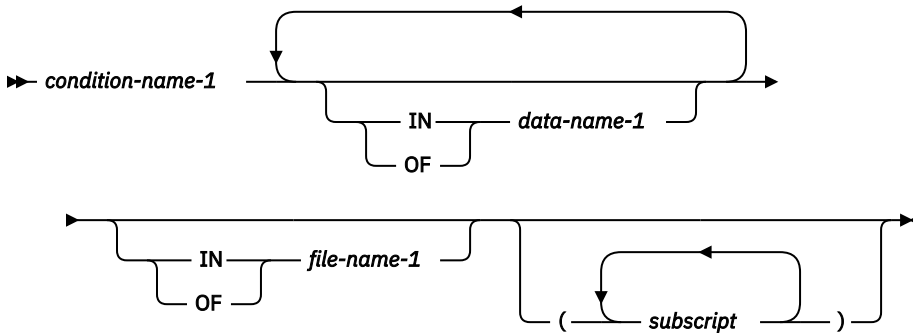 condition-name-1
IN data-name-1
OF
IN file-name-1
OF
( subscript )